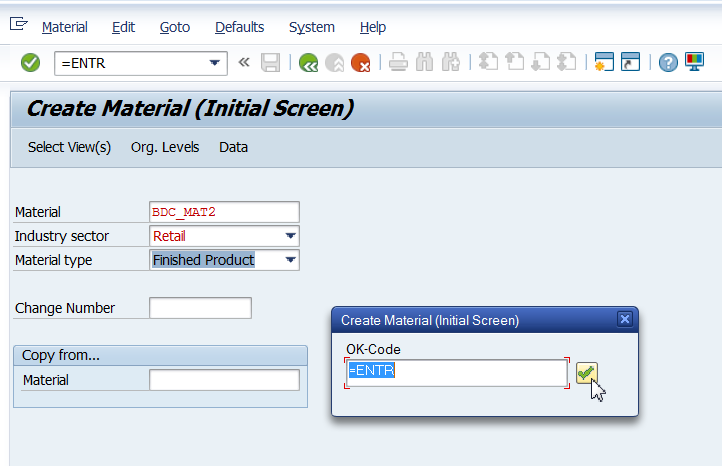 Material Edit Goto Defaults System Help
=ENTR
Create Material (Initial Screen)
Select View(s) Org. Levels Data
Material BDC_MAT2
Industry sector Retail
Material type Finished Product
Change Number
Copy from...
Material
Create Material (Initial Screen)
OK-Code
=ENTR